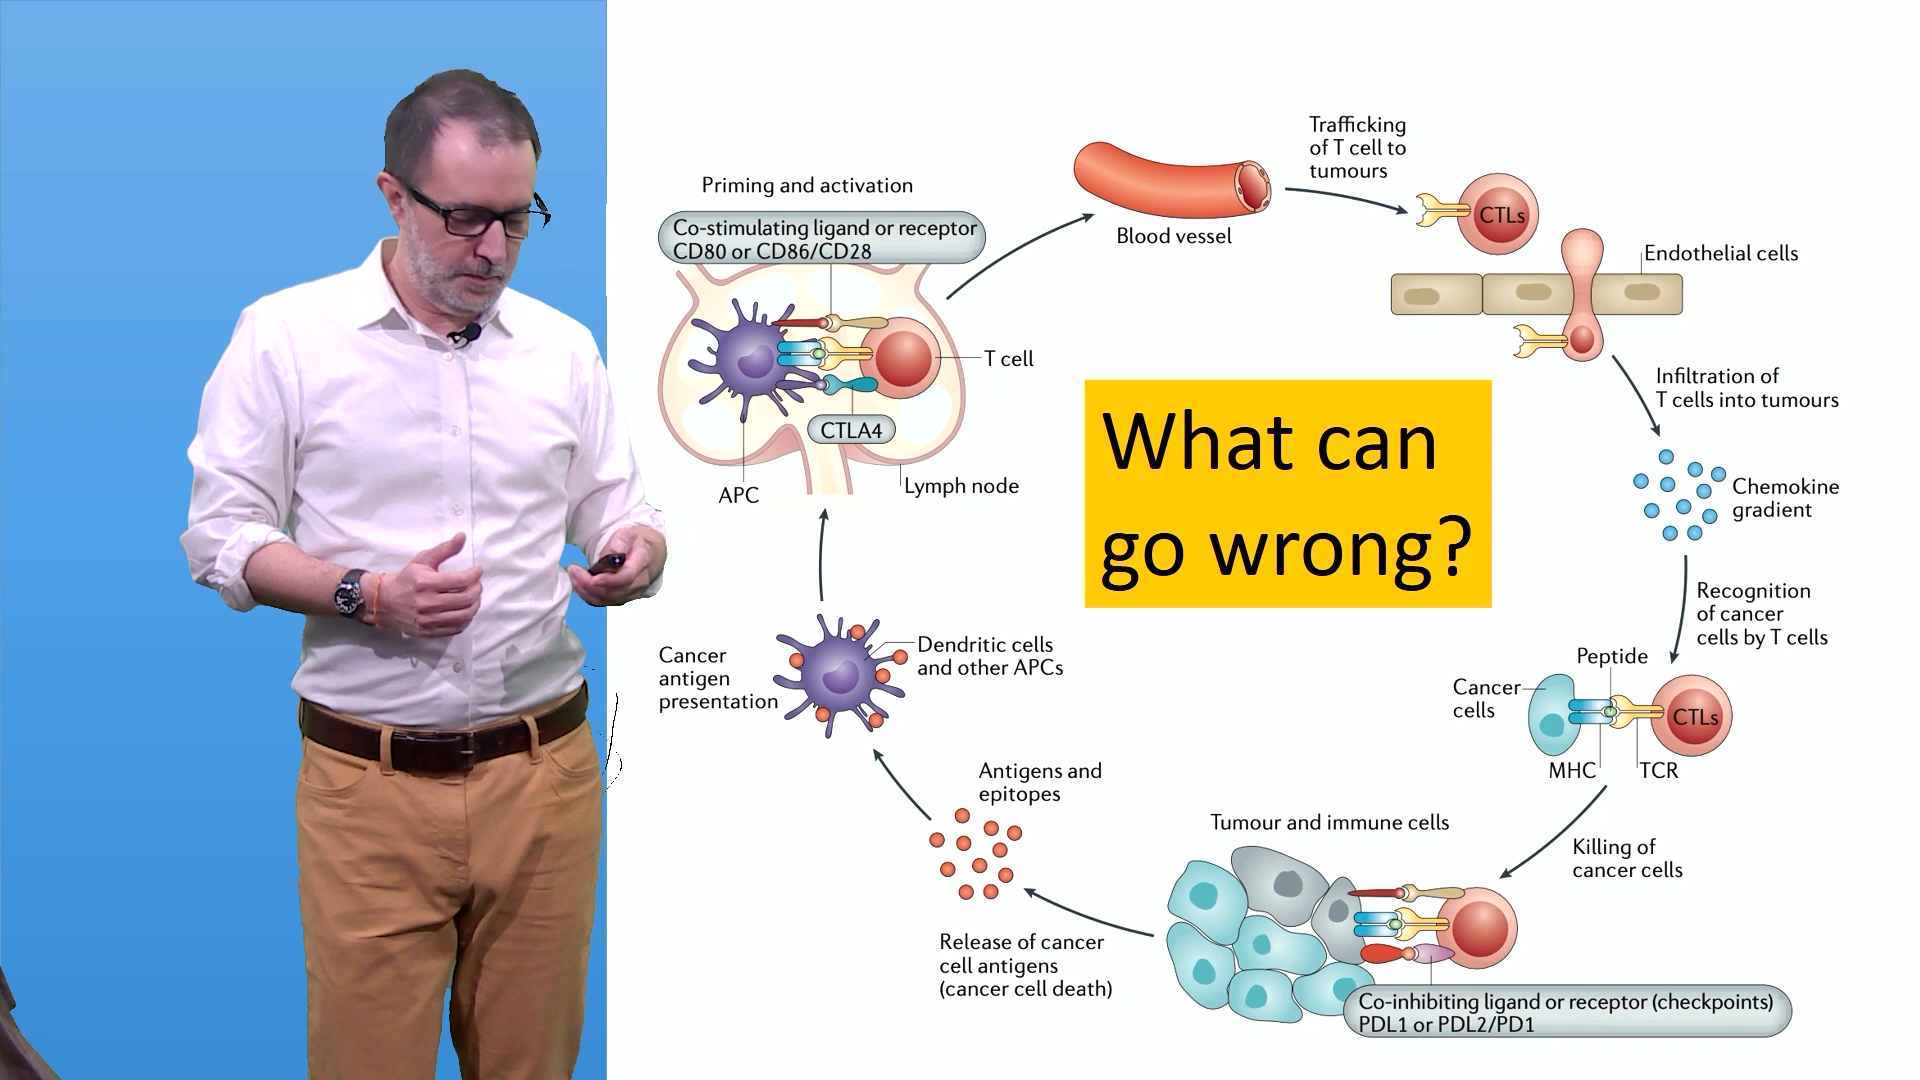 Priming and activation
Co-stimulating ligand or receptor
CD80 or CD86/CD28
T cell
CTLA4
APC
Lymph node
Blood vessel
Trafficking
of T cell to
tumours
CTLs
Endothelial cells
Infiltration of
T cells into tumours
Chemokine
gradient
Recognition
of cancer
cells by T cells
Peptide
Cancer
cells
CTLs
MHC
TCR
Killing of
cancer cells
Tumour and immune cells
Co-inhibiting ligand or receptor (checkpoints)
PDL1 or PDL2/PD1
Release of cancer
cell antigens
(cancer cell death)
Antigens and
epitopes
Cancer
antigen
presentation
Dendritic cells
and other APCs
What can
go wrong?